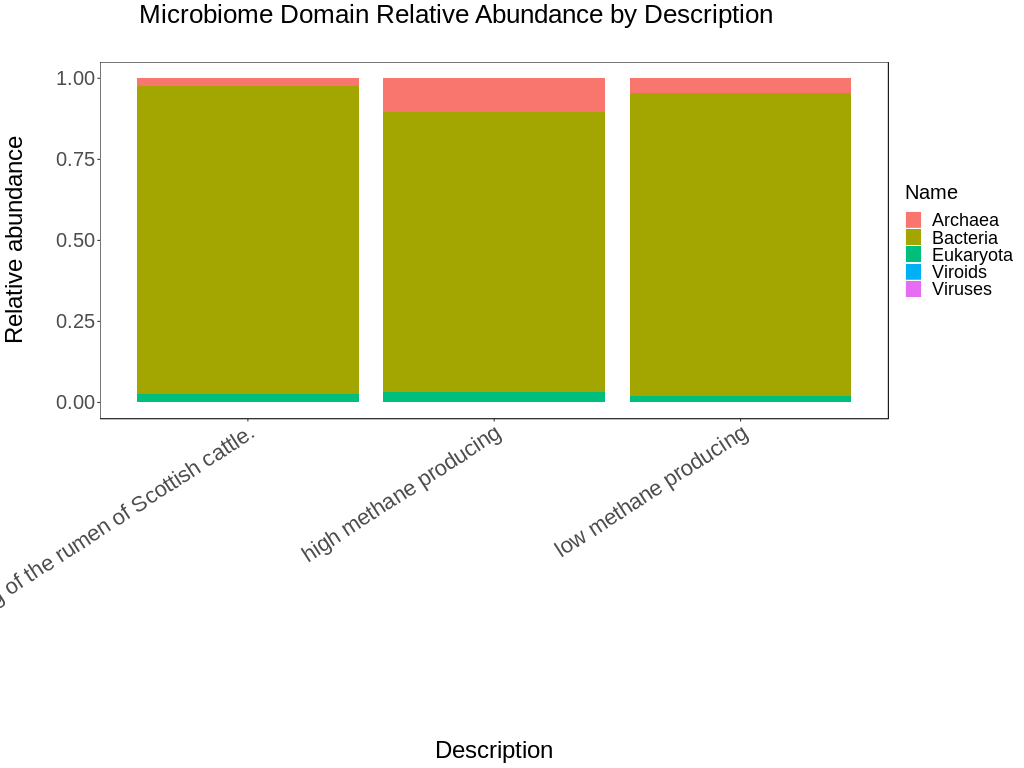 Microbiome Domain Relative Abundance by Description
Relative abundance
1.00
0.75
0.50
0.25
0.00
of the rumen of Scottish cattle.
high methane producing
low methane producing
Description
Name
Archaea
Bacteria
Eukaryota
Viroids
Viruses